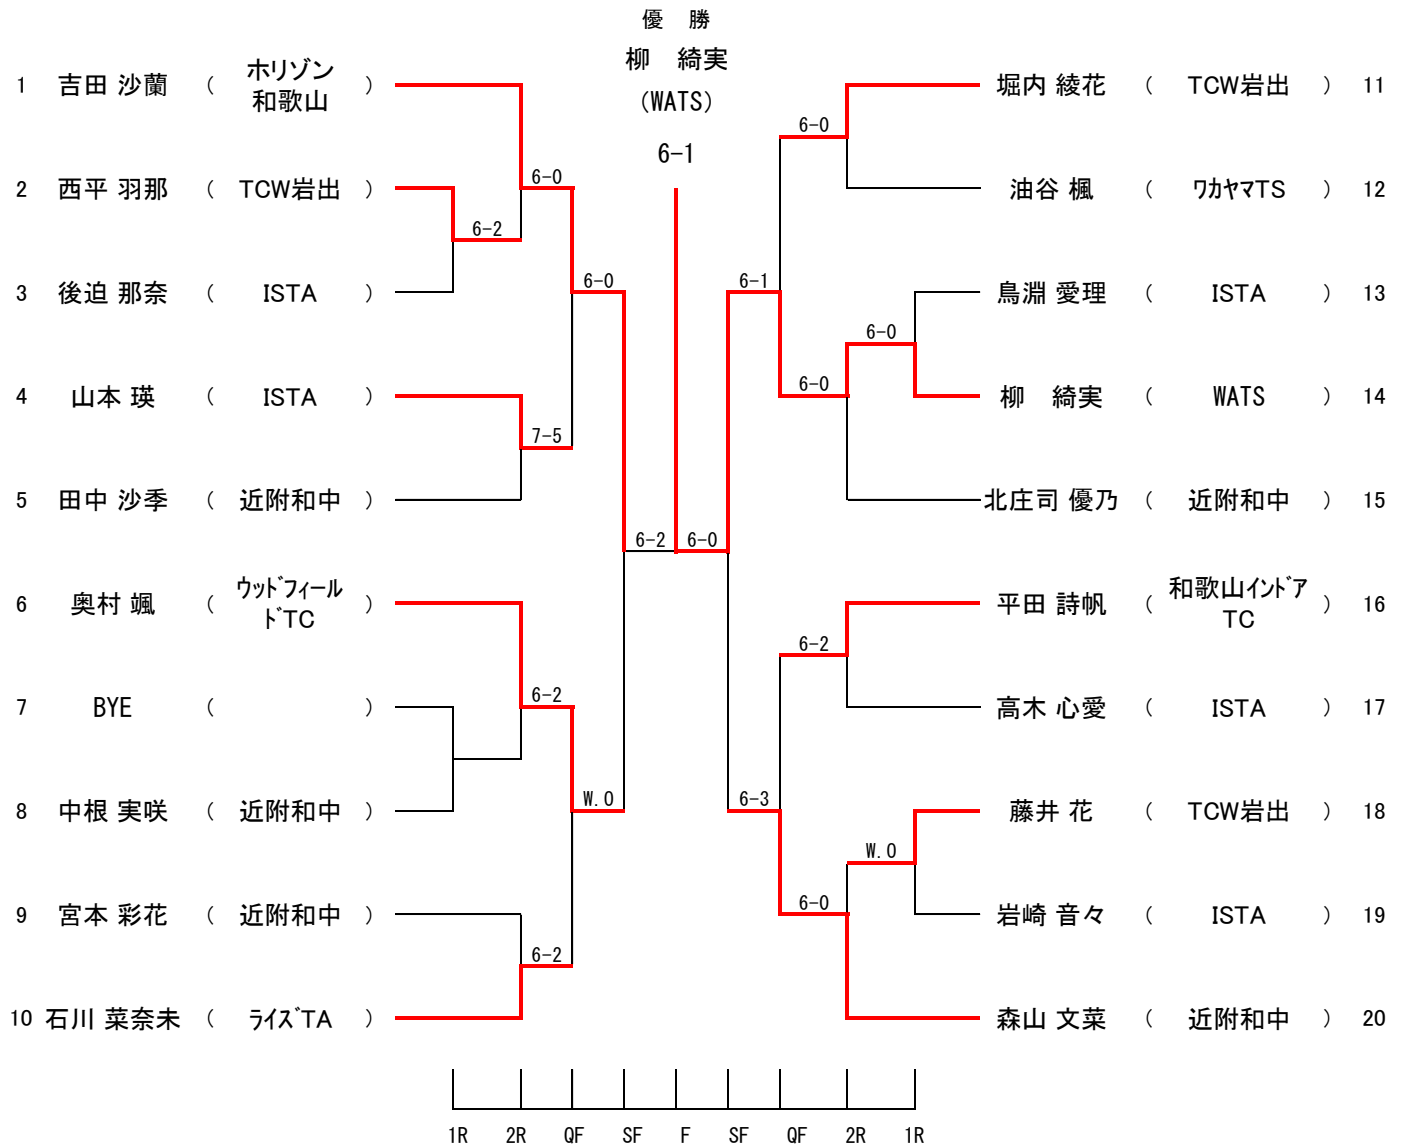 優　勝
柳　綺実
（WATS）
6-1
1 吉田 沙蘭 （ ホリゾン
和歌山 ）
2 西平 羽那 （ TCW岩出 ）
3 後迫 那奈 （ ISTA ）
4 山本 瑛 （ ISTA ）
5 田中 沙季 （ 近附和中 ）
6 奥村 颯 （ ウッドフィール
ドTC ）
7 BYE （ ）
8 中根 実咲 （ 近附和中 ）
9 宮本 彩花 （ 近附和中 ）
10 石川 菜奈未 （ ﾗｲｽﾞTA ）
6-2
6-0
7-5
6-2
6-2
6-0
W.O
6-2
6-0
6-1
6-3
6-0
6-0
6-2
6-0
6-0
W.O
堀内 綾花 （ TCW岩出 ） 11
油谷 楓 （ ﾜｶﾔﾏTS ） 12
鳥淵 愛理 （ ISTA ） 13
柳　綺実 （ WATS ） 14
北庄司 優乃 （ 近附和中 ） 15
平田 詩帆 （ 和歌山ｲﾝﾄﾞｱ
TC ） 16
高木 心愛 （ ISTA ） 17
藤井 花 （ TCW岩出 ） 18
岩崎 音々 （ ISTA ） 19
森山 文菜 （ 近附和中 ） 20
1R 2R QF SF F SF QF 2R 1R